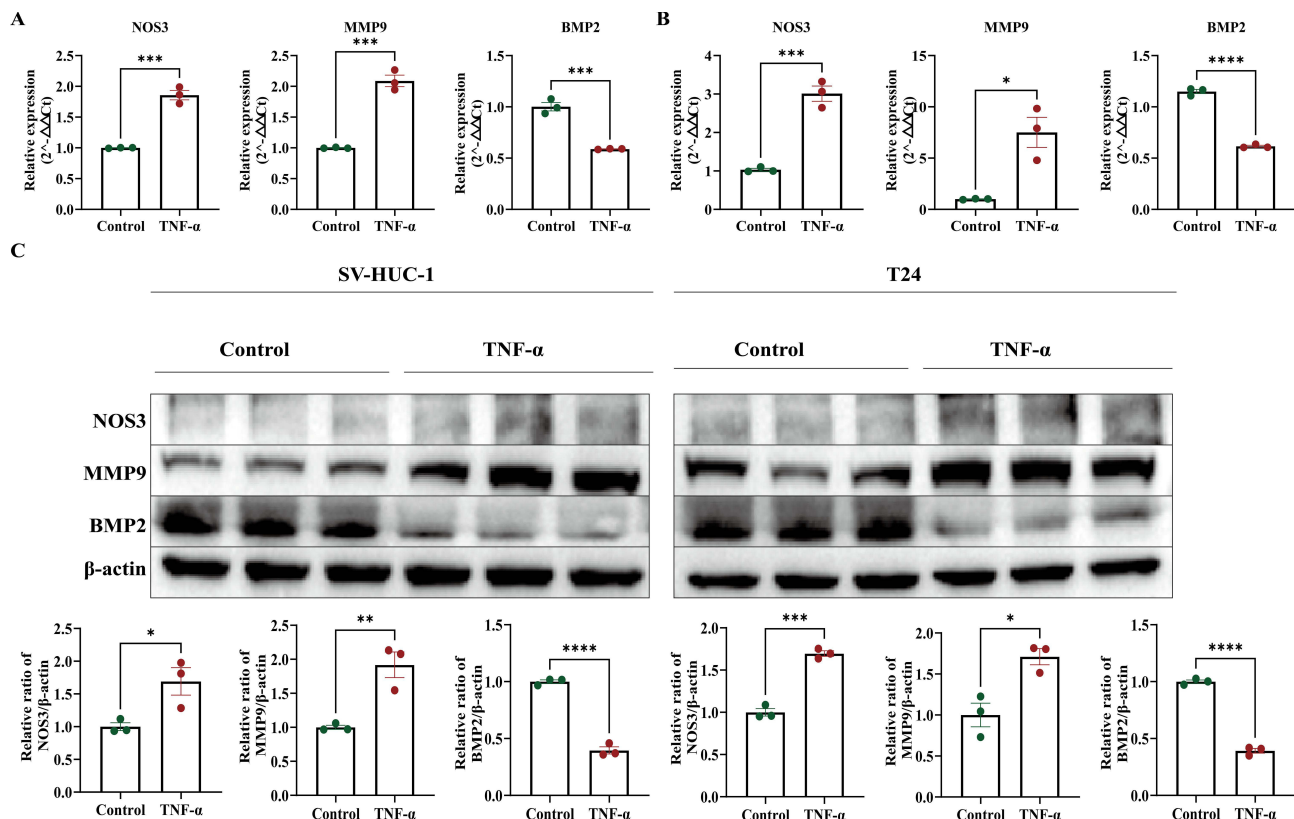 A
NOS3
***
Relative expression
(2^-△△Ct)
2.5
2.0
1.5
1.0
0.5
0.0
Control
TNF-α
MMP9
***
Relative expression
(2^-△△Ct)
2.5
2.0
1.5
1.0
0.5
0.0
Control
TNF-α
BMP2
***
Relative expression
(2^-△△Ct)
1.5
1.0
0.5
0.0
Control
TNF-α
B
NOS3
***
Relative expression
(2^-△△Ct)
4
3
2
1
0
Control
TNF-α
MMP9
*
Relative expression
(2^-△△Ct)
15
10
5
0
Control
TNF-α
BMP2
****
Relative expression
(2^-△△Ct)
1.5
1.0
0.5
0.0
Control
TNF-α
C
SV-HUC-1
T24
Control
TNF-α
Control
TNF-α
NOS3
MMP9
BMP2
β-actin
*
Relative ratio of
NOS3/β-actin
2.5
2.0
1.5
1.0
0.5
0.0
Control
TNF-α
**
Relative ratio of
MMP9/β-actin
2.5
2.0
1.5
1.0
0.5
0.0
Control
TNF-α
****
Relative ratio of
BMP2/β-actin
1.5
1.0
0.5
0.0
Control
TNF-α
***
Relative ratio of
NOS3/β-actin
2.0
1.5
1.0
0.5
0.0
Control
TNF-α
*
Relative ratio of
MMP9/β-actin
2.0
1.5
1.0
0.5
0.0
Control
TNF-α
****
Relative ratio of
BMP2/β-actin
1.5
1.0
0.5
0.0
Control
TNF-α